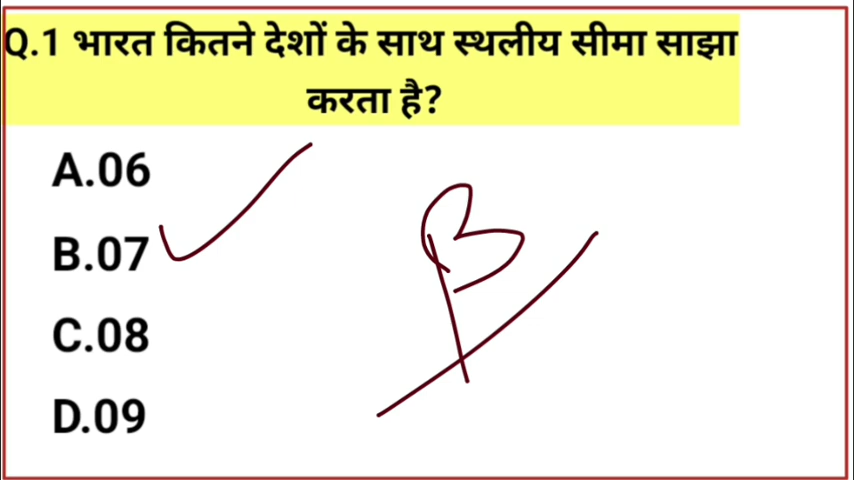 Q.1 भारत कितने देशों के साथ स्थलीय सीमा साझा
करता है?
A.06
B.07
C.08
D.09
B